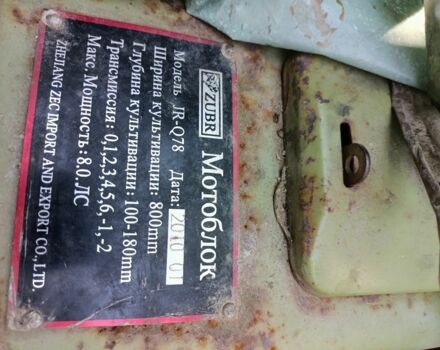 ZUBR Мотоблок
Модель JR-Q78 Дата: 2010 01
Ширина культивации: 800mm
Глубина культивации: 100-180mm
Трансмиссия: 0,1,2,3,4,5,6,-1,-2
Макс. Мощность: 8.0 ЛС
ZHEJIANG ZEC IMPORT AND EXPORT CO., LTD.